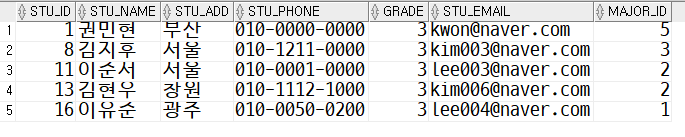 STU_ID STU_NAME STU_ADD STU_PHONE GRADE STU_EMAIL MAJOR_ID
1 1 권민현 부산 010-0000-0000 3 kwon@naver.com 5
2 8 김지후 서울 010-1211-0000 3 kim003@naver.com 3
3 11 이순서 서울 010-0001-0000 3 lee003@naver.com 2
4 13 김현우 장원 010-1112-1000 3 kim006@naver.com 2
5 16 이유순 광주 010-0050-0200 3 lee004@naver.com 1